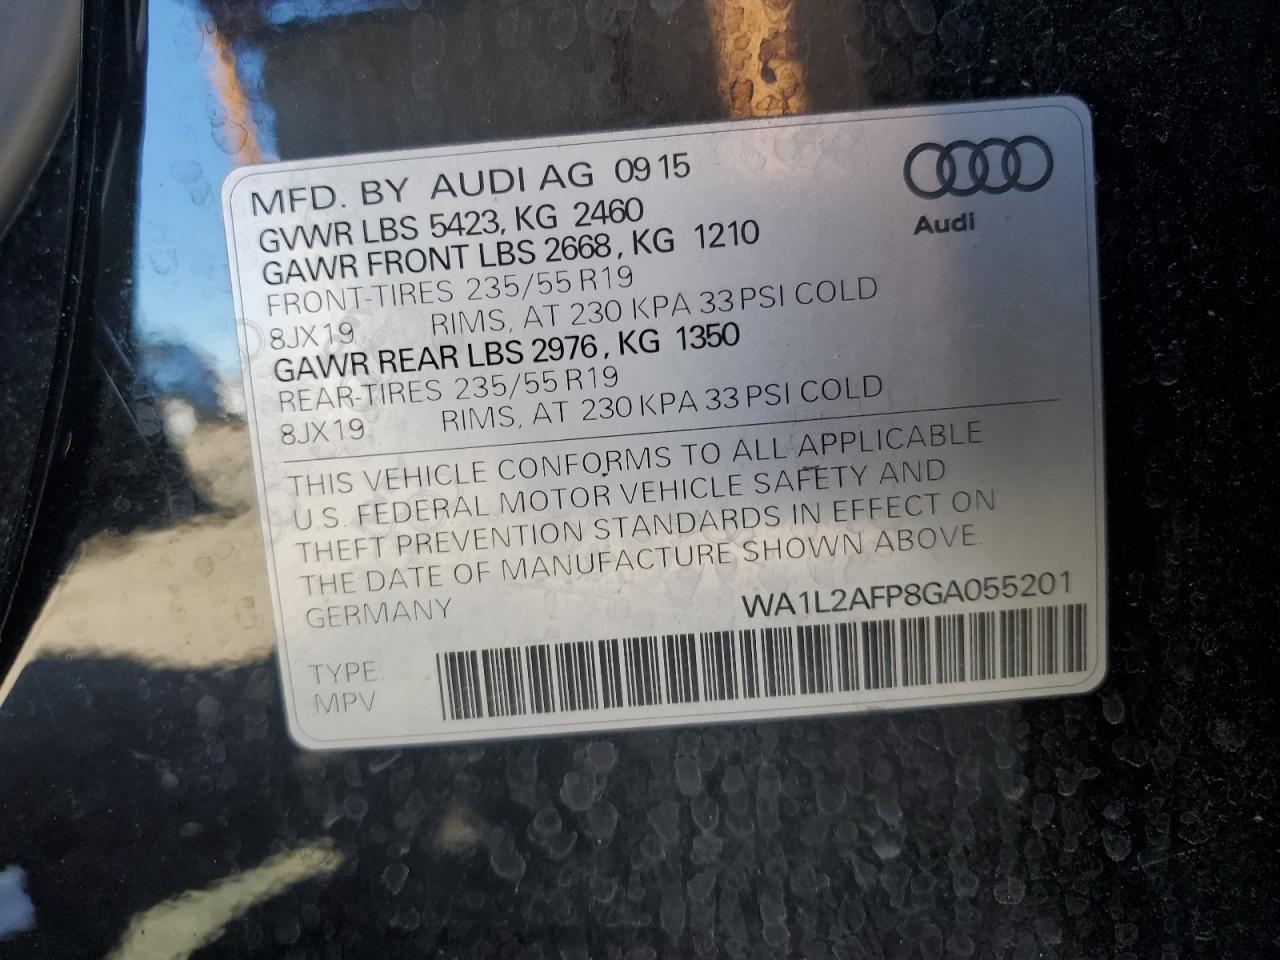 MFD. BY AUDI AG 09 15
Audi
GVWR LBS 5423, KG 2460
GAWR FRONT LBS 2668, KG 1210
FRONT-TIRES 235/55 R19
8JX19 RIMS, AT 230 KPA 33 PSI COLD
GAWR REAR LBS 2976, KG 1350
REAR-TIRES 235/55 R19
8JX19 RIMS, AT 230 KPA 33 PSI COLD
THIS VEHICLE CONFORMS TO ALL APPLICABLE
U.S. FEDERAL MOTOR VEHICLE SAFETY AND
THEFT PREVENTION STANDARDS IN EFFECT ON
THE DATE OF MANUFACTURE SHOWN ABOVE.
GERMANY WA1L2AFP8GA055201
TYPE:
MPV